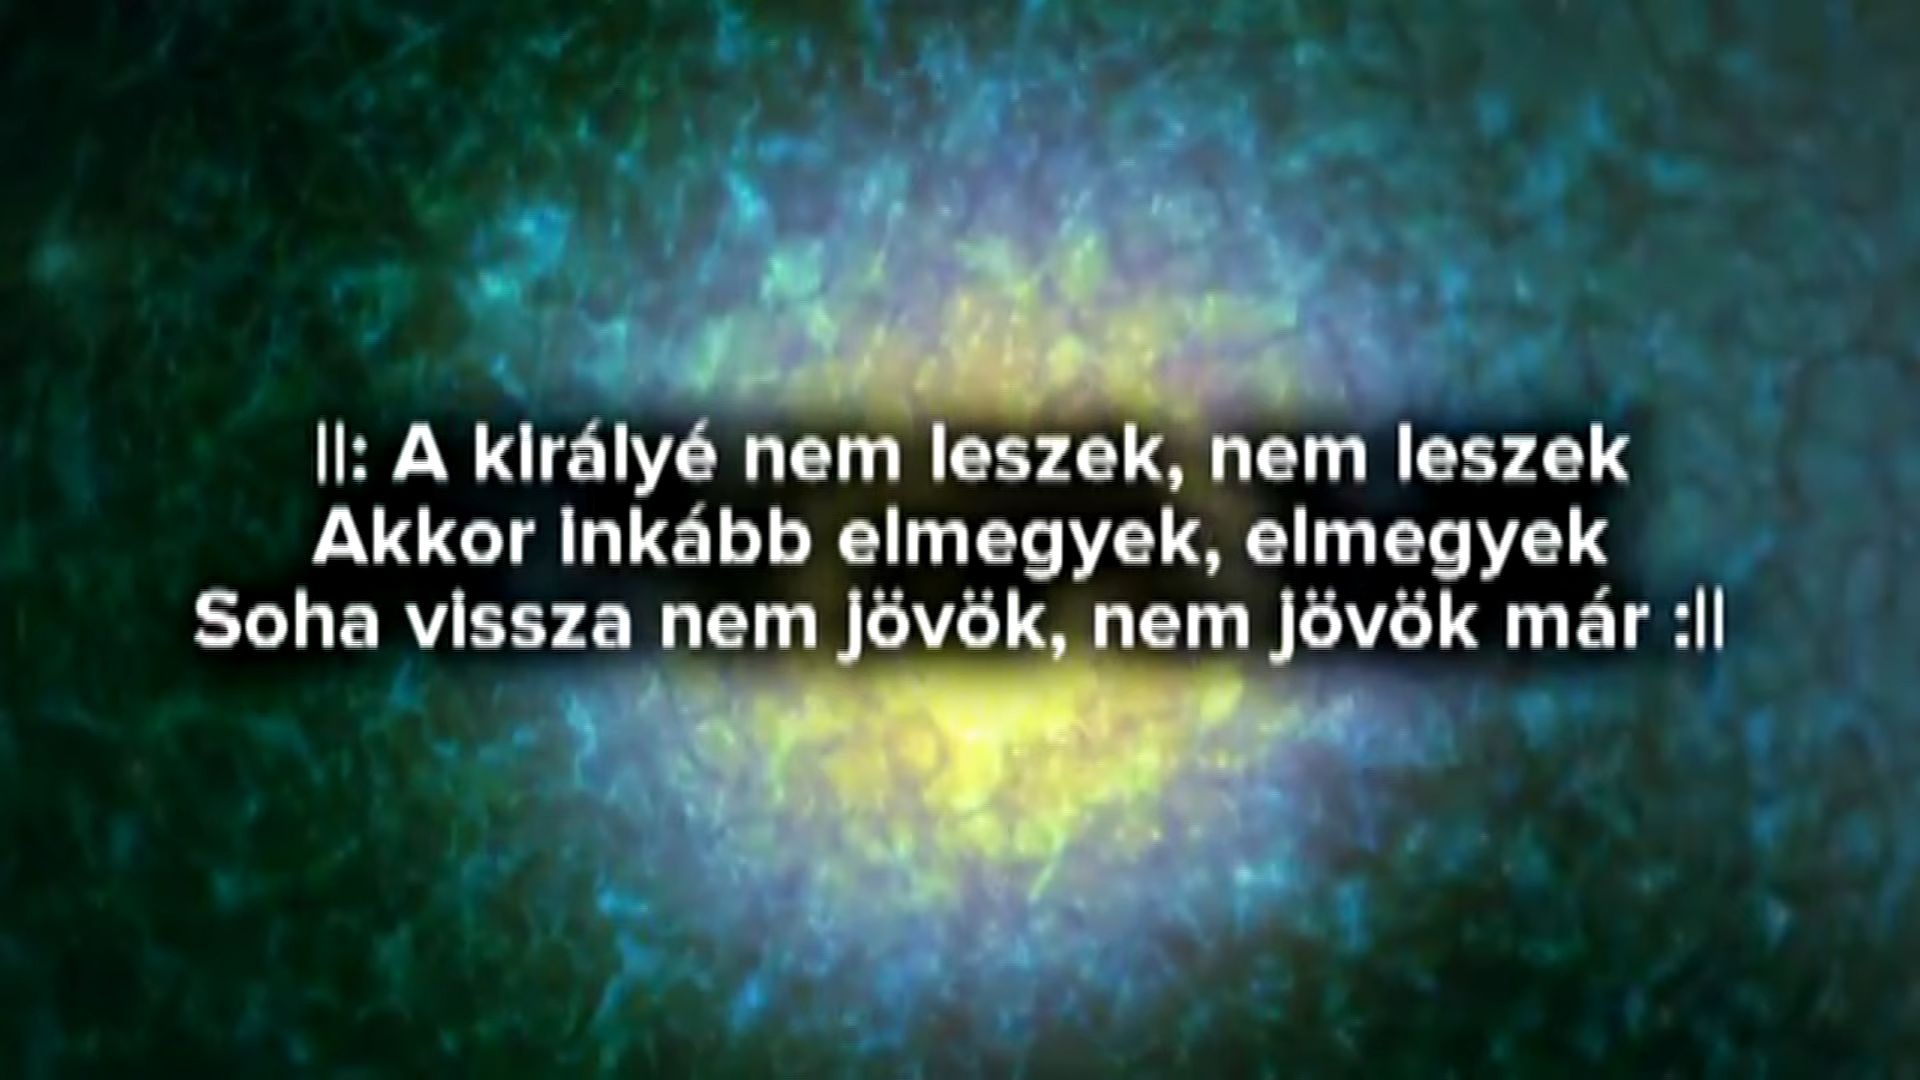 ||: A királyé nem leszek, nem leszek
Akkor inkább elmegyek, elmegyek
Soha vissza nem jövök, nem jövök már :||